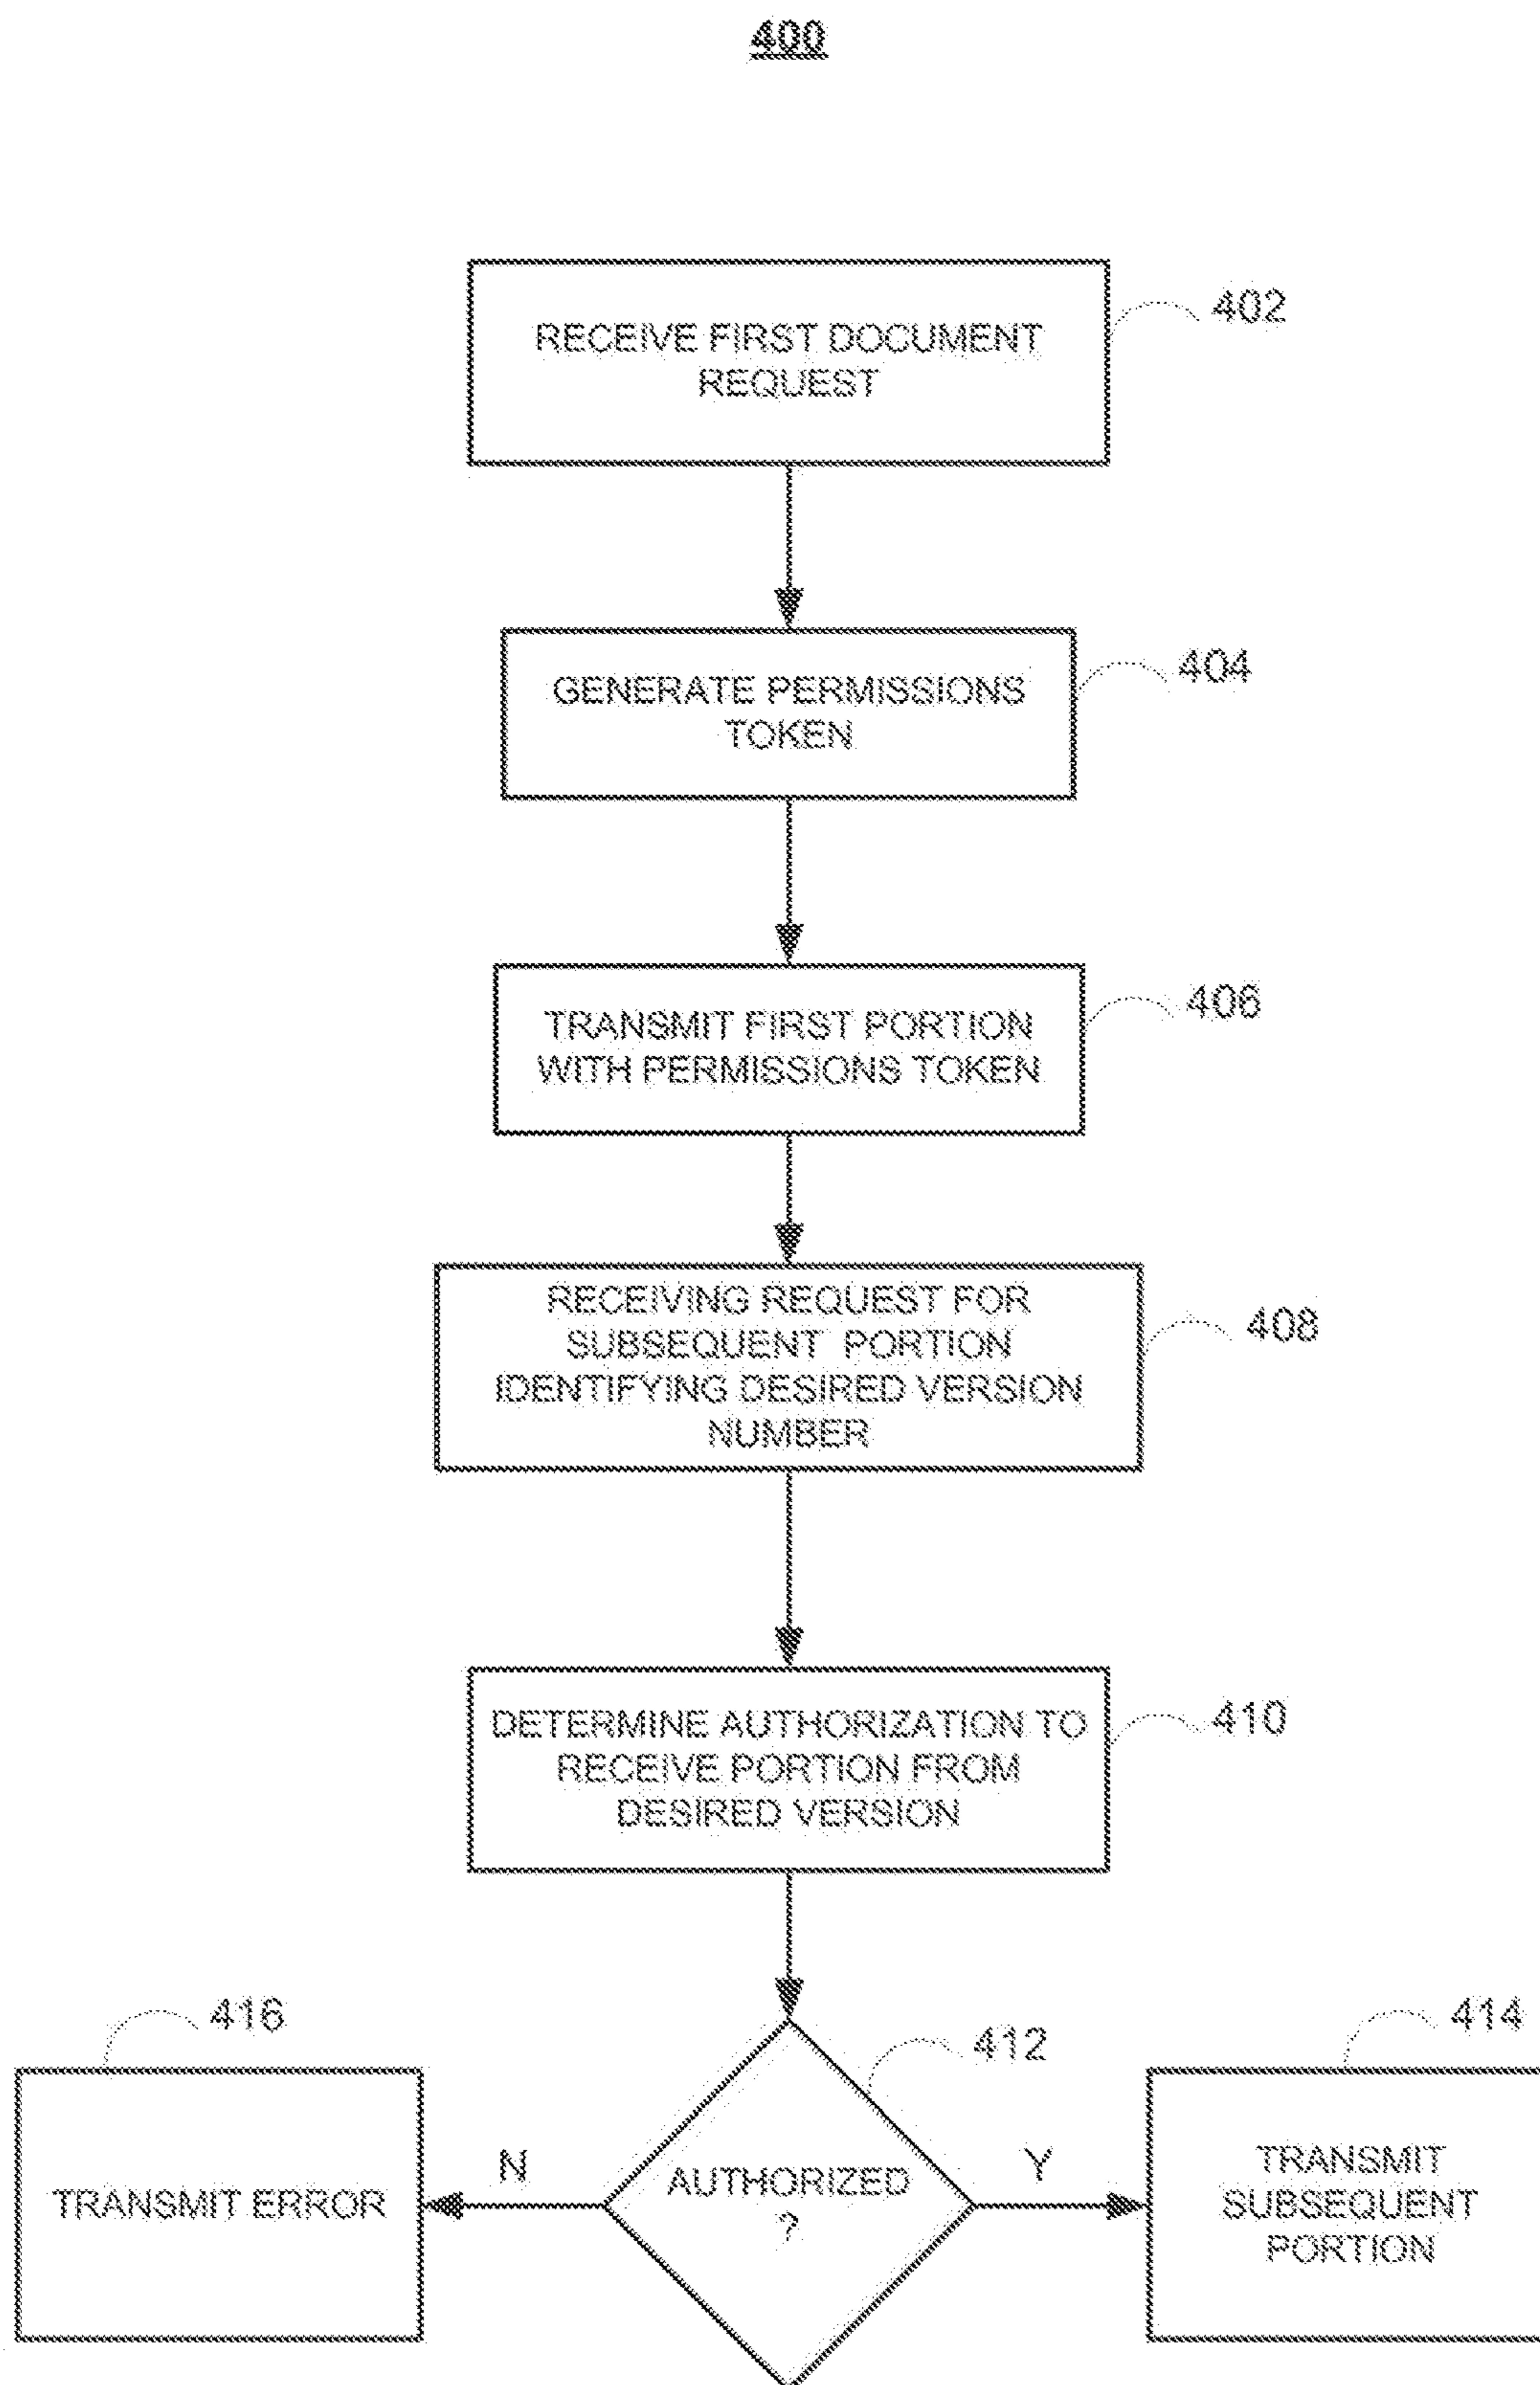 400
RECEIVE FIRST DOCUMENT
REQUEST
402
GENERATE PERMISSIONS
TOKEN
404
TRANSMIT FIRST PORTION
WITH PERMISSIONS TOKEN
406
RECEIVING REQUEST FOR
SUBSEQUENT PORTION
IDENTIFYING DESIRED VERSION
NUMBER
408
DETERMINE AUTHORIZATION TO
RECEIVE PORTION FROM
DESIRED VERSION
410
416
412
414
TRANSMIT ERROR
N
AUTHORIZED
?
Y
TRANSMIT
SUBSEQUENT
PORTION